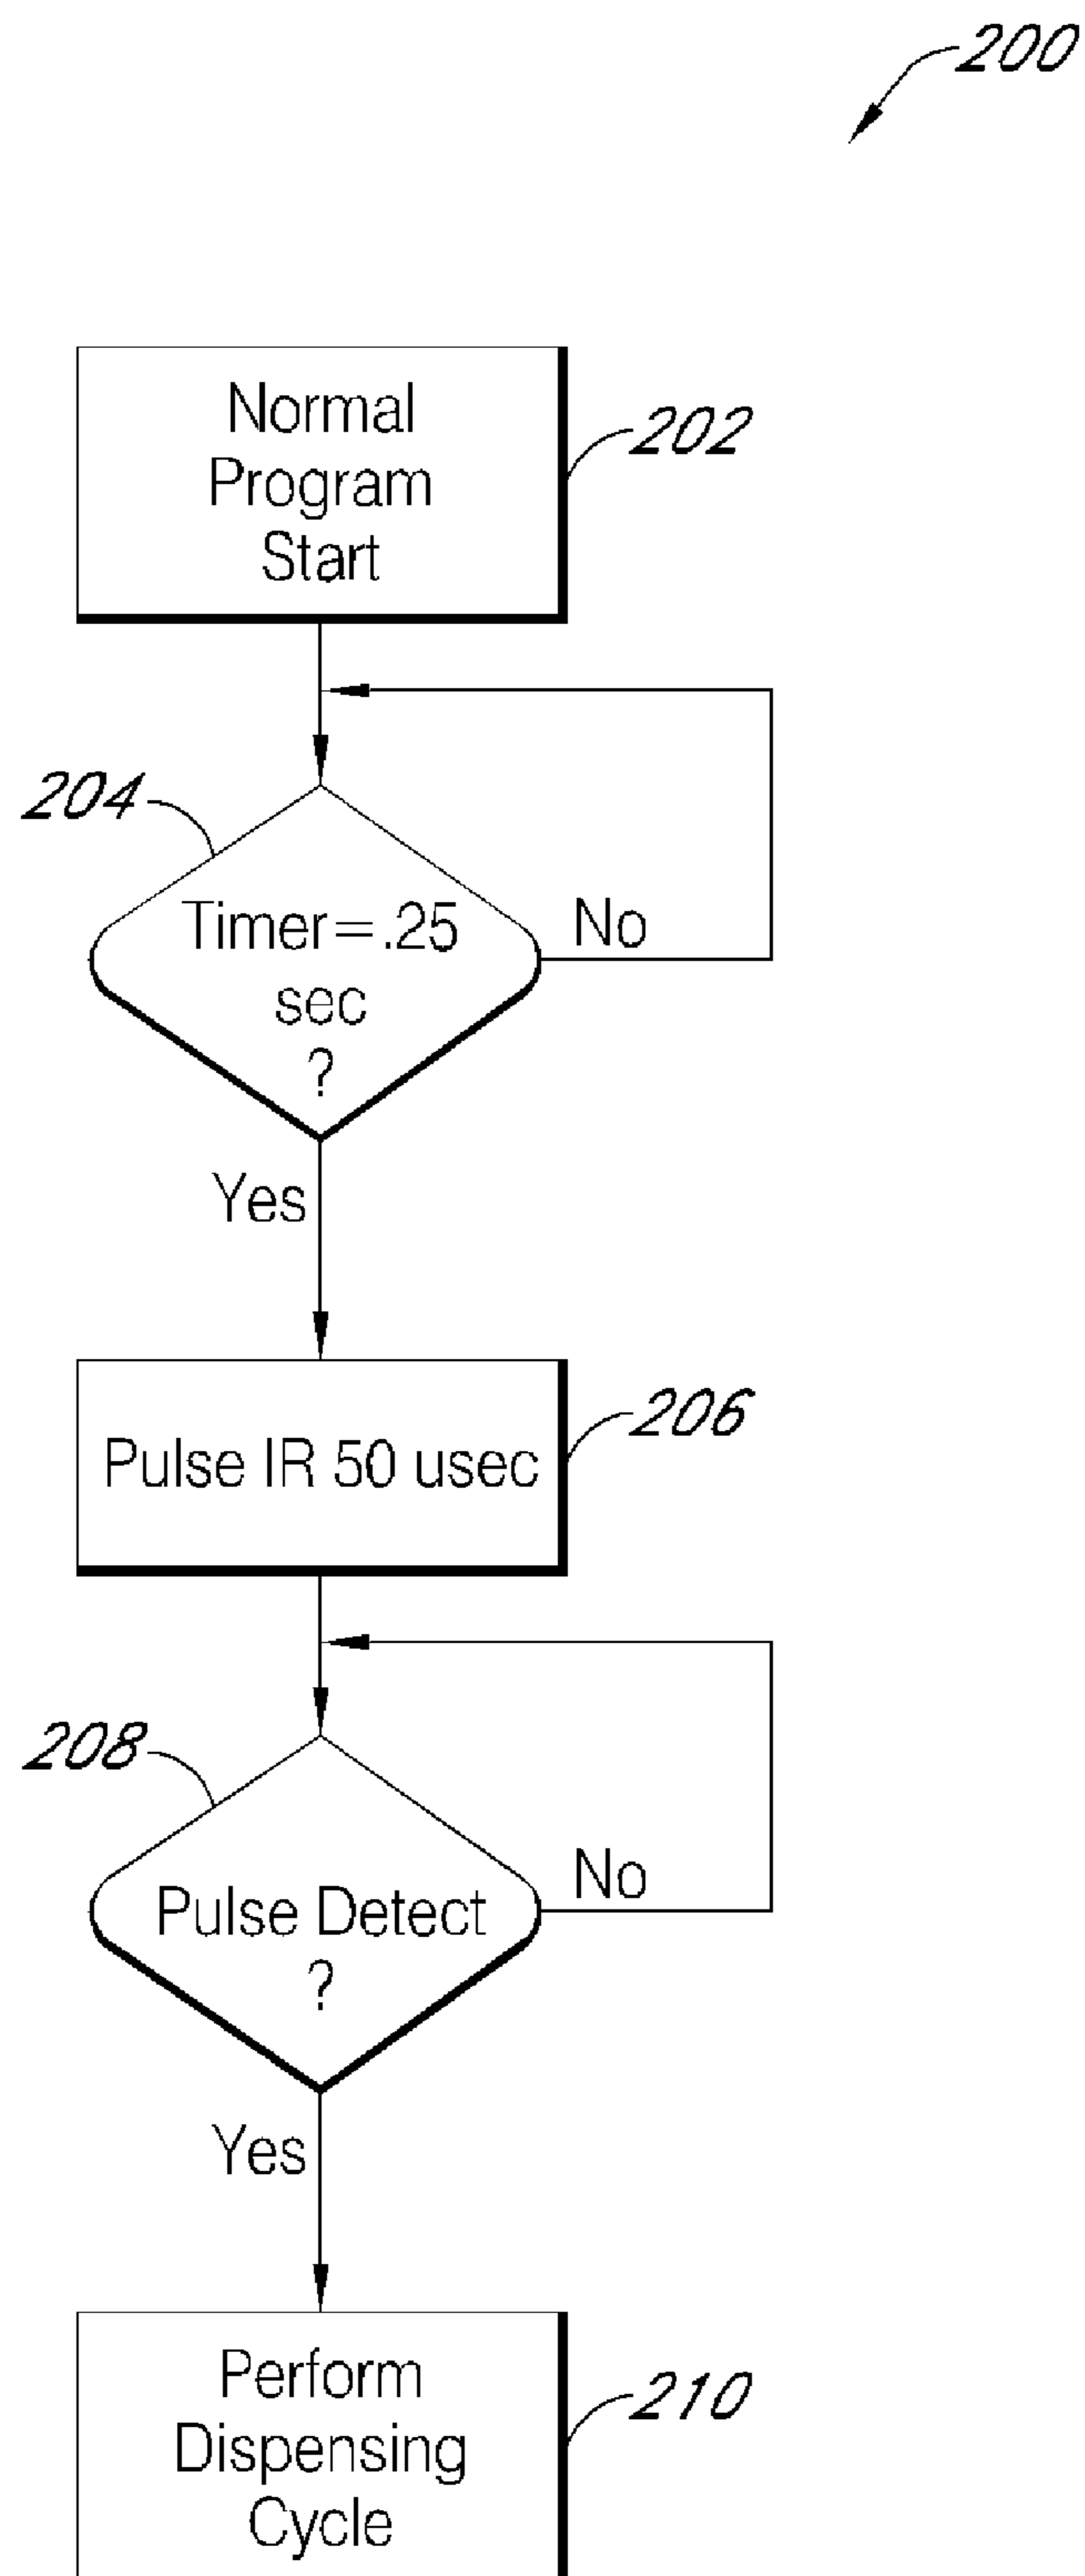 200
Normal
Program
Start
202
204
Timer=.25
sec
?
No
Yes
Pulse IR 50 usec
206
208
Pulse Detect
?
No
Yes
Perform
Dispensing
Cycle
210